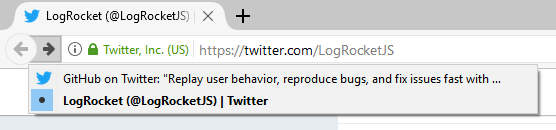 LogRocket (@LogRocketJS) | Twitter
Twitter, Inc. (US) https://twitter.com/LogRocketJS
GitHub on Twitter: "Replay user behavior, reproduce bugs, and fix issues fast with ...
LogRocket (@LogRocketJS) | Twitter